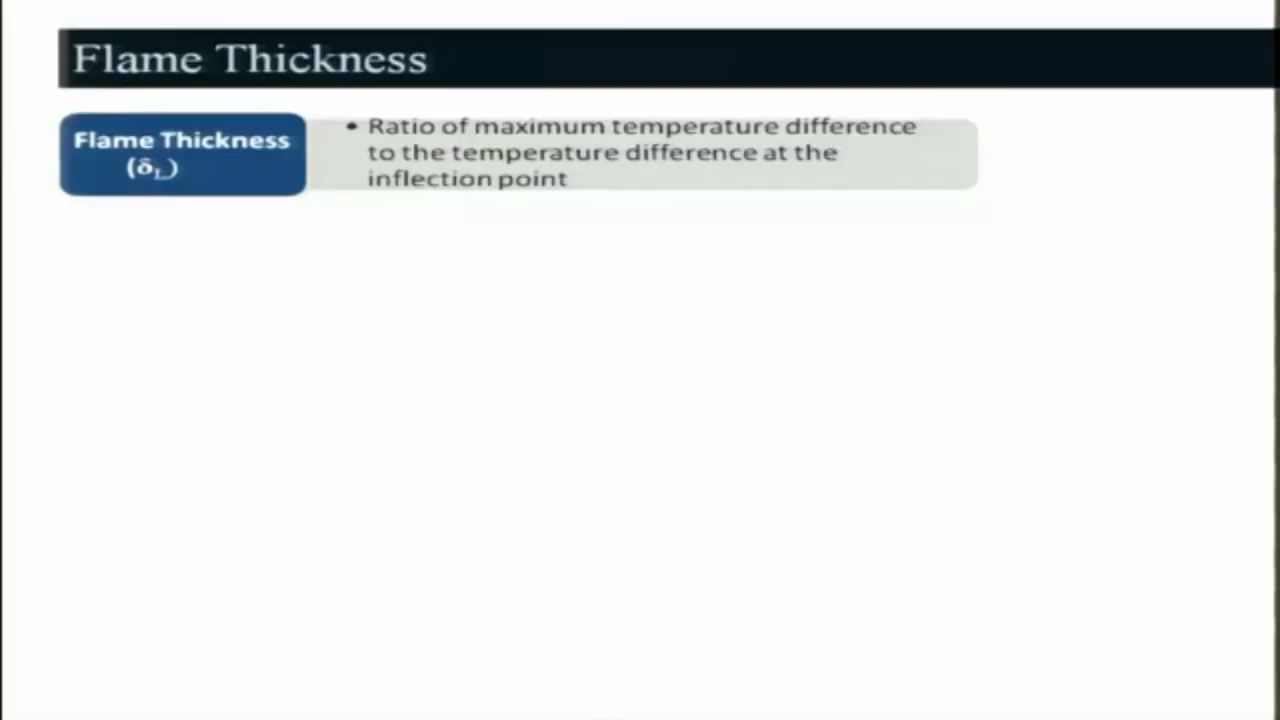 Flame Thickness
Flame Thickness
(δL)
• Ratio of maximum temperature difference
to the temperature difference at the
inflection point